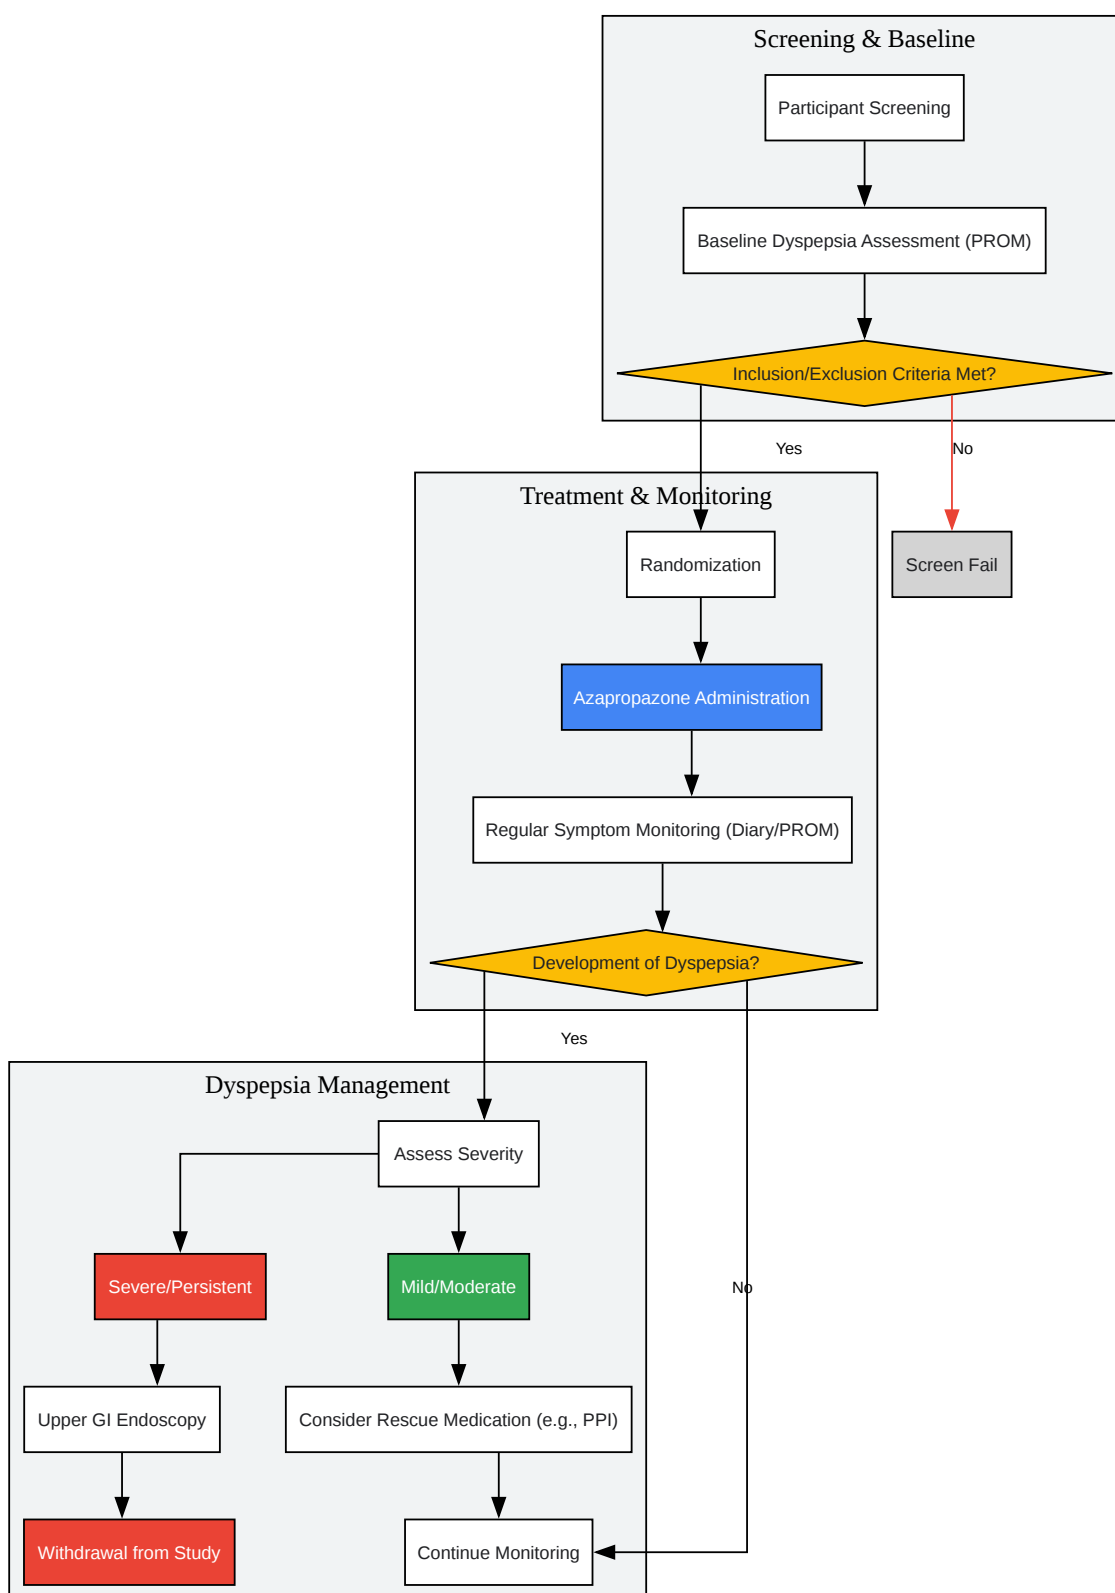 Screening & Baseline
Participant Screening
Baseline Dyspepsia Assessment (PROM)
Inclusion/Exclusion Criteria Met?
Yes
No
Treatment & Monitoring
Randomization
Screen Fail
Azapropazone Administration
Regular Symptom Monitoring (Diary/PROM)
Development of Dyspepsia?
Yes
Dyspepsia Management
Assess Severity
Severe/Persistent
Mild/Moderate
No
Upper GI Endoscopy
Consider Rescue Medication (e.g., PPI)
Withdrawal from Study
Continue Monitoring